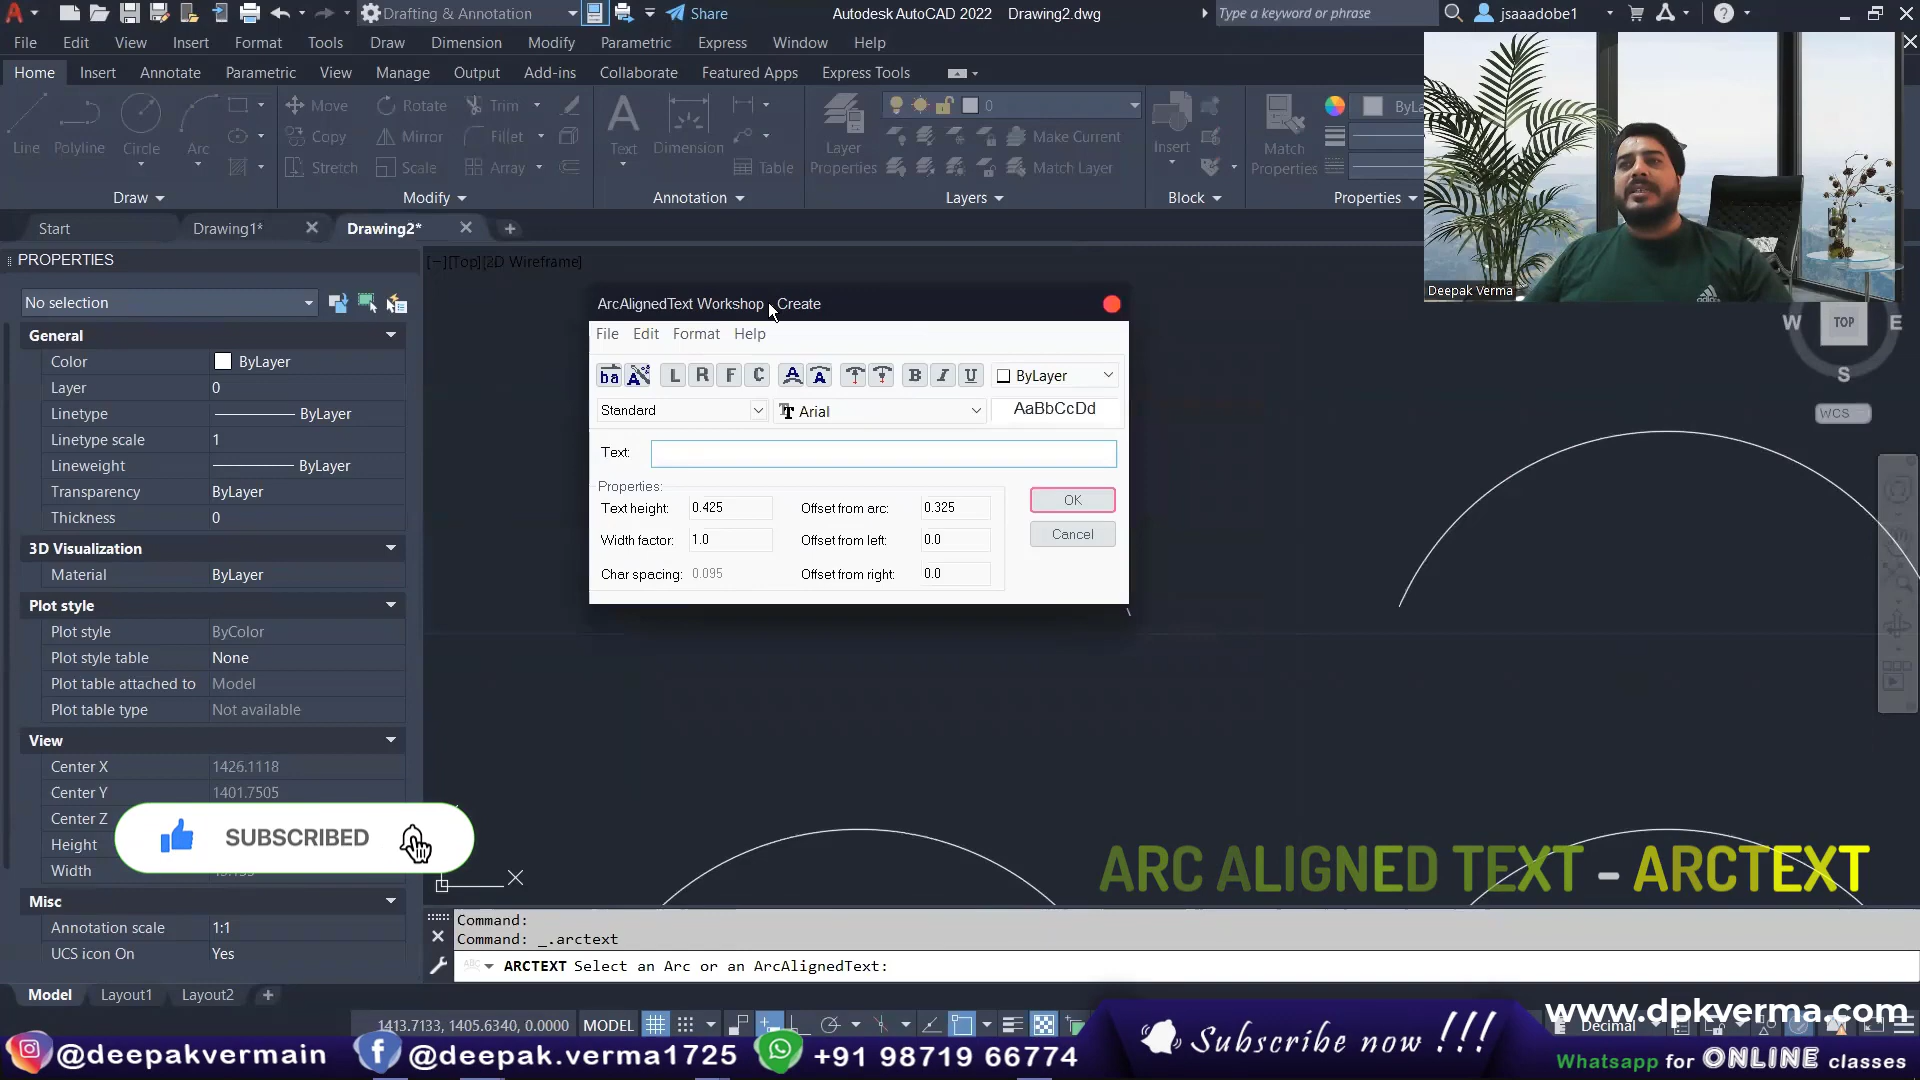 Drafting & Annotation
Share
Autodesk AutoCAD 2022 Drawing2.dwg
Type a keyword or phrase
jsaaadobe1
File Edit View Insert Format Tools Draw Dimension Modify Parametric Express Window Help
Home Insert Annotate Parametric View Manage Output Add-ins Collaborate Featured Apps Express Tools
Line Polyline Circle Arc
Move Rotate Trim
Copy Mirror Fillet
Stretch Scale Array
Text Dimension Table
Layer Properties
0
Make Current
Match Layer
Insert
Match Properties
Draw Modify Annotation Layers Block Properties
Deepak Verma
Start Drawing1* Drawing2*
PROPERTIES
[−][Top][2D Wireframe]
No selection
General
Color ByLayer
Layer 0
Linetype ByLayer
Linetype scale 1
Lineweight ByLayer
Transparency ByLayer
Thickness 0
3D Visualization
Material ByLayer
Plot style
Plot style ByColor
Plot style table None
Plot table attached to Model
Plot table type Not available
View
Center X 1426.1118
Center Y 1401.7505
Center Z
Height
Width
Misc
Annotation scale 1:1
UCS icon On Yes
SUBSCRIBED
ArcAlignedText Workshop - Create
File Edit Format Help
ba A L R F C A A B I U ByLayer
Standard Arial AaBbCcDd
Text:
Properties:
Text height: 0.425 Offset from arc: 0.325
Width factor: 1.0 Offset from left: 0.0
Char spacing: 0.095 Offset from right: 0.0
OK
Cancel
W TOP E
S
WCS
ARC ALIGNED TEXT - ARCTEXT
Command:
Command: _.arctext
ARCTEXT Select an Arc or an ArcAlignedText:
Model Layout1 Layout2
1413.7133, 1405.6340, 0.0000 MODEL
Decimal
www.dpkverma.com
@deepakvermain @deepak.verma1725 +91 98719 66774
Subscribe now !!!
Whatsapp for ONLINE classes